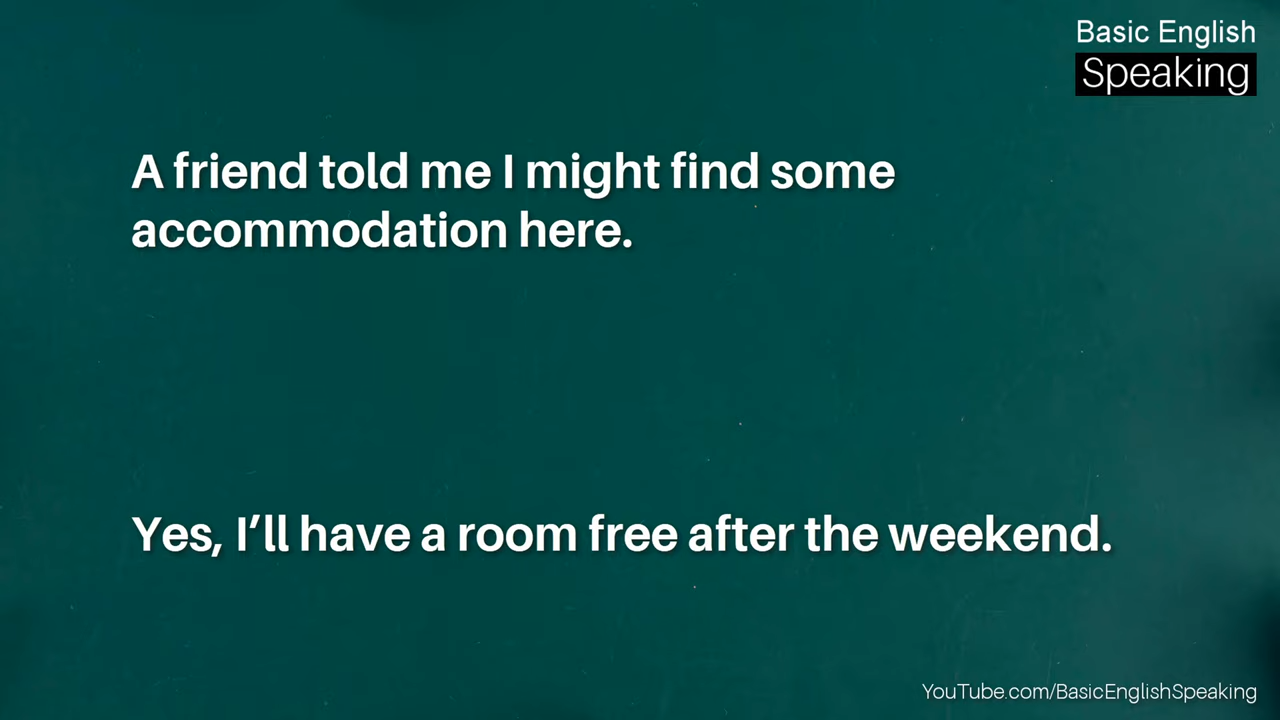 Basic English
Speaking
A friend told me I might find some
accommodation here.
Yes, I’ll have a room free after the weekend.
YouTube.com/BasicEnglishSpeaking